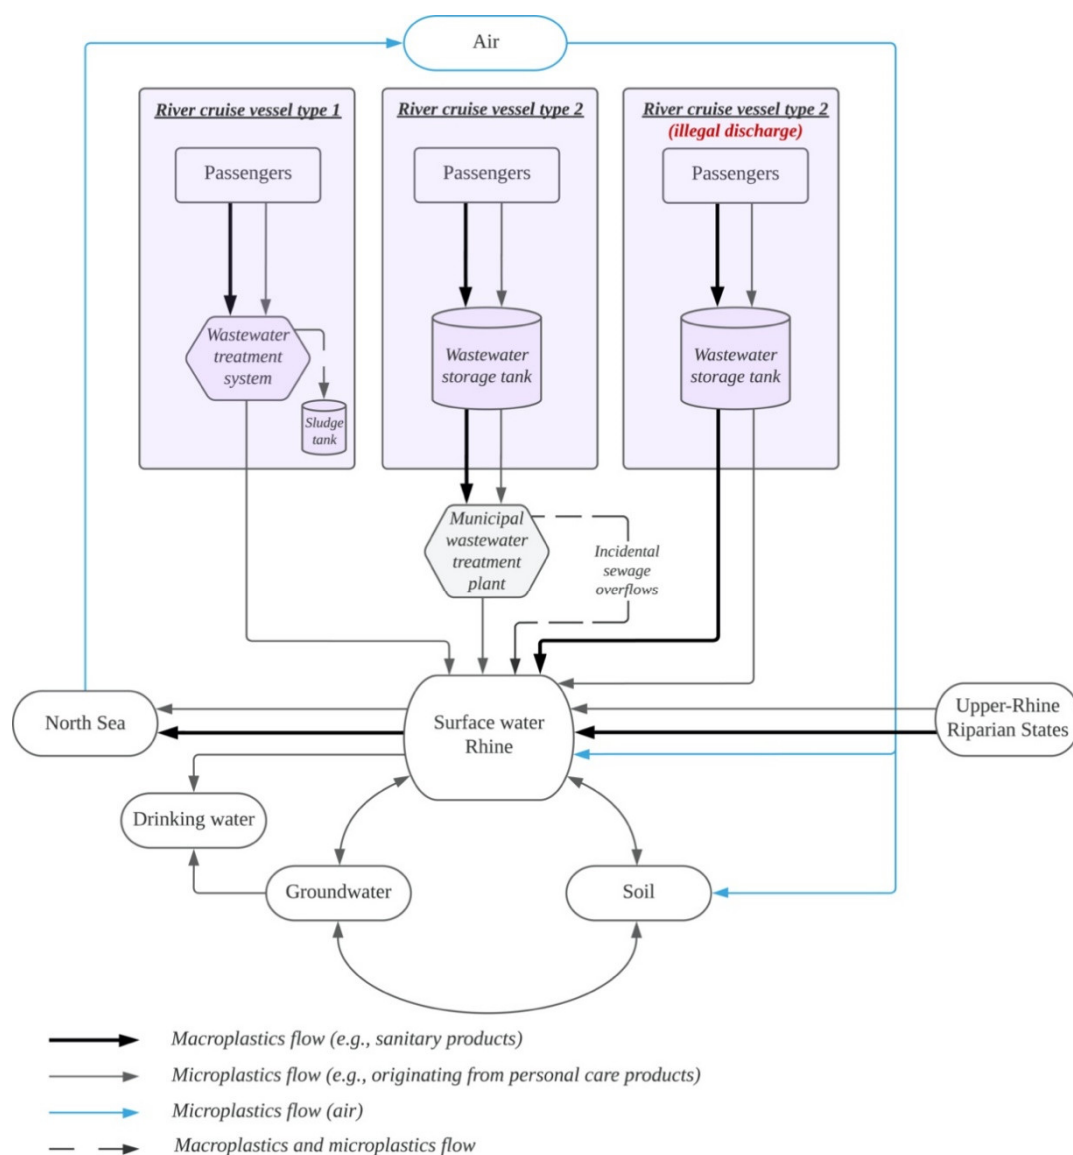 Air
River cruise vessel type 1
Passengers
Wastewater
treatment
system
Sludge
tank
River cruise vessel type 2
Passengers
Wastewater
storage tank
Municipal
wastewater
treatment
plant
Incidental
sewage
overflows
River cruise vessel type 2
(illegal discharge)
Passengers
Wastewater
storage tank
North Sea
Surface water
Rhine
Upper-Rhine
Riparian States
Drinking water
Groundwater
Soil
Macroplastics flow (e.g., sanitary products)
Microplastics flow (e.g., originating from personal care products)
Microplastics flow (air)
Macroplastics and microplastics flow